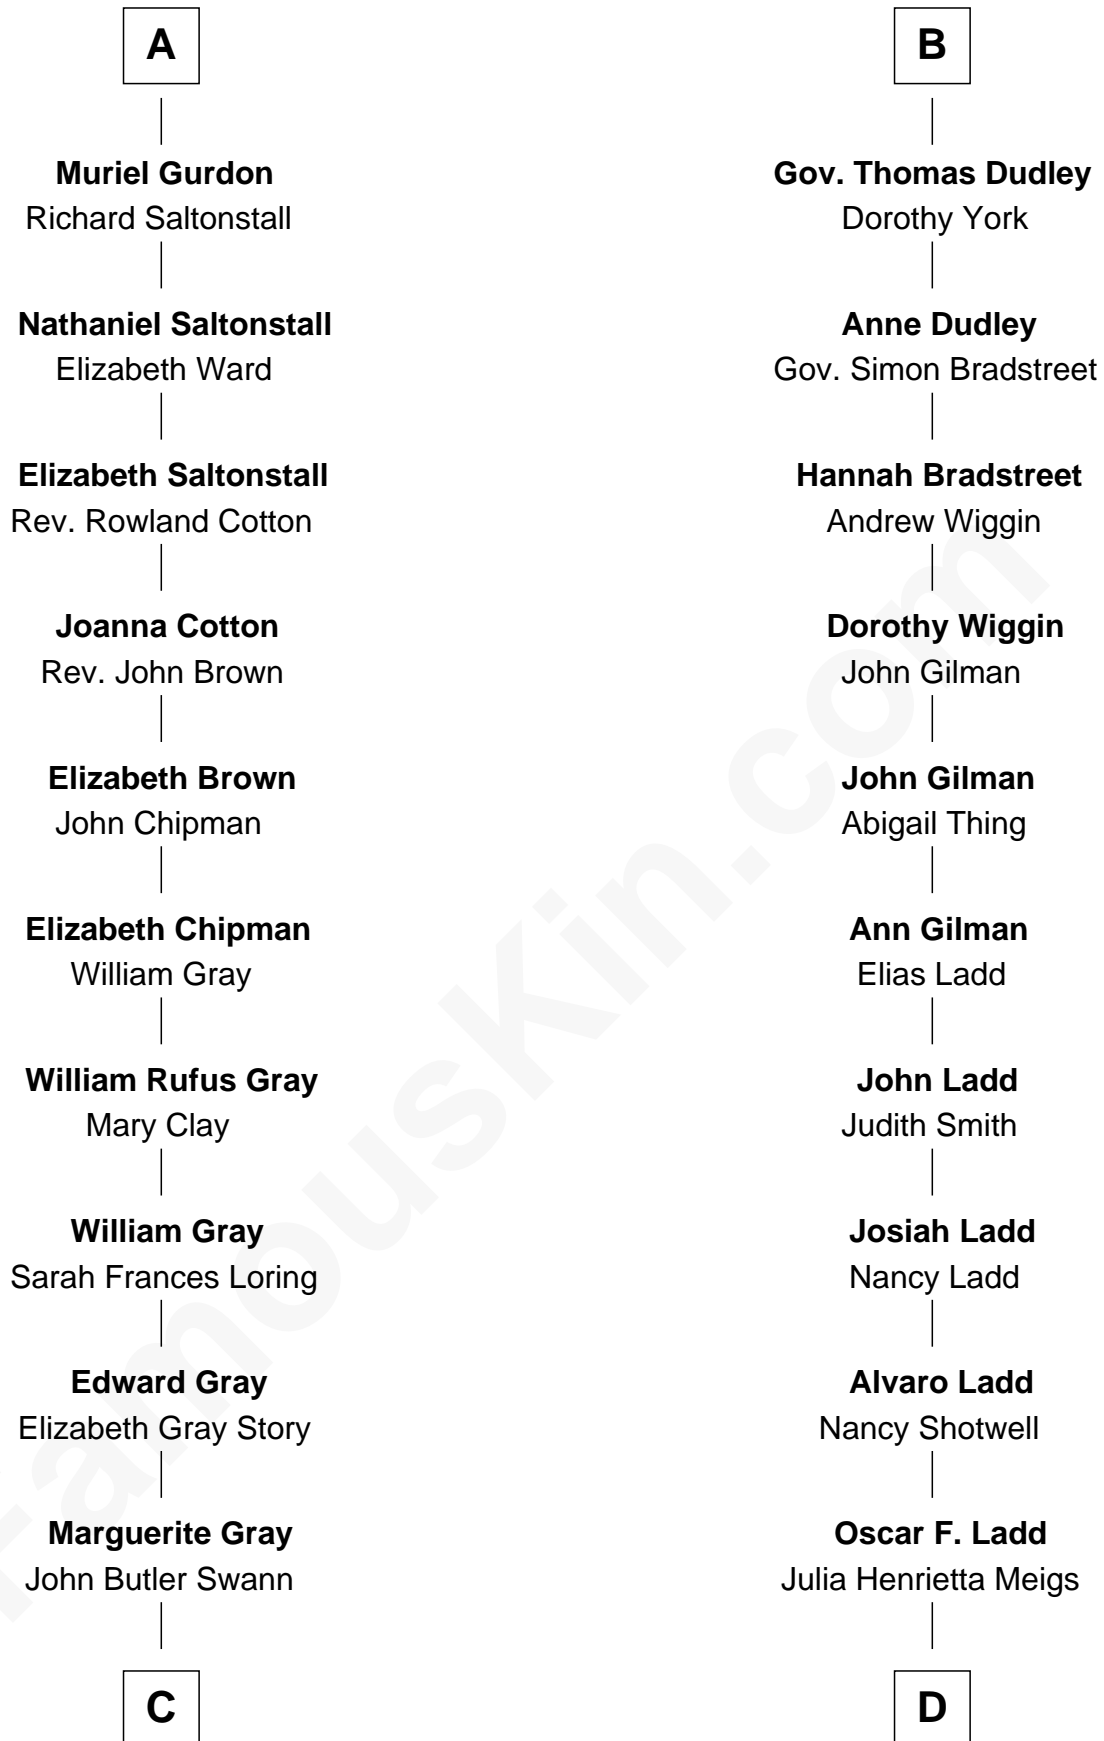 A
Muriel Gurdon
Richard Saltonstall
Nathaniel Saltonstall
Elizabeth Ward
Elizabeth Saltonstall
Rev. Rowland Cotton
Joanna Cotton
Rev. John Brown
Elizabeth Brown
John Chipman
Elizabeth Chipman
William Gray
William Rufus Gray
Mary Clay
William Gray
Sarah Frances Loring
Edward Gray
Elizabeth Gray Story
Marguerite Gray
John Butler Swann
C
B
Gov. Thomas Dudley
Dorothy York
Anne Dudley
Gov. Simon Bradstreet
Hannah Bradstreet
Andrew Wiggin
Dorothy Wiggin
John Gilman
John Gilman
Abigail Thing
Ann Gilman
Elias Ladd
John Ladd
Judith Smith
Josiah Ladd
Nancy Ladd
Alvaro Ladd
Nancy Shotwell
Oscar F. Ladd
Julia Henrietta Meigs
D
FamousKin.com